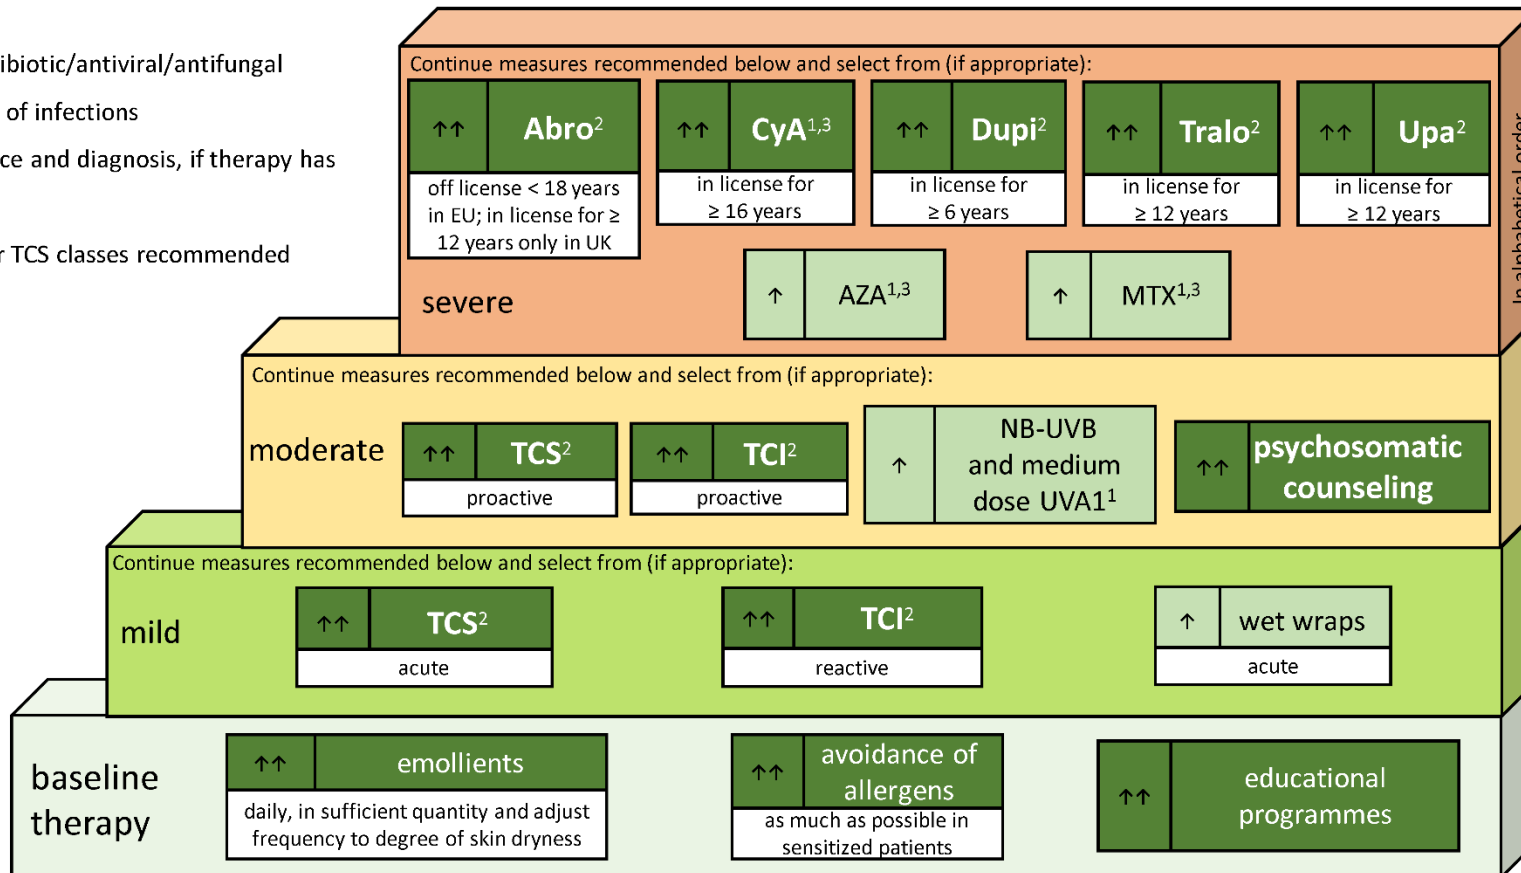 ibiotic/antiviral/antifungal
of infections
ce and diagnosis, if therapy has
r TCS classes recommended
Continue measures recommended below and select from (if appropriate):
↑↑ Abro²
off license < 18 years
in EU; in license for ≥
12 years only in UK
↑↑ CyA¹,³
in license for
≥ 16 years
↑↑ Dupi²
in license for
≥ 6 years
↑↑ Tralo²
in license for
≥ 12 years
↑↑ Upa²
in license for
≥ 12 years
In alphabetical order
severe
↑ AZA¹,³
↑ MTX¹,³
Continue measures recommended below and select from (if appropriate):
moderate
↑↑ TCS²
proactive
↑↑ TCI²
proactive
↑ NB-UVB
and medium
dose UVA1¹
↑↑ psychosomatic
counseling
Continue measures recommended below and select from (if appropriate):
mild
↑↑ TCS²
acute
↑↑ TCI²
reactive
↑ wet wraps
acute
baseline
therapy
↑↑ emollients
daily, in sufficient quantity and adjust
frequency to degree of skin dryness
↑↑ avoidance of
allergens
as much as possible in
sensitized patients
↑↑ educational
programmes